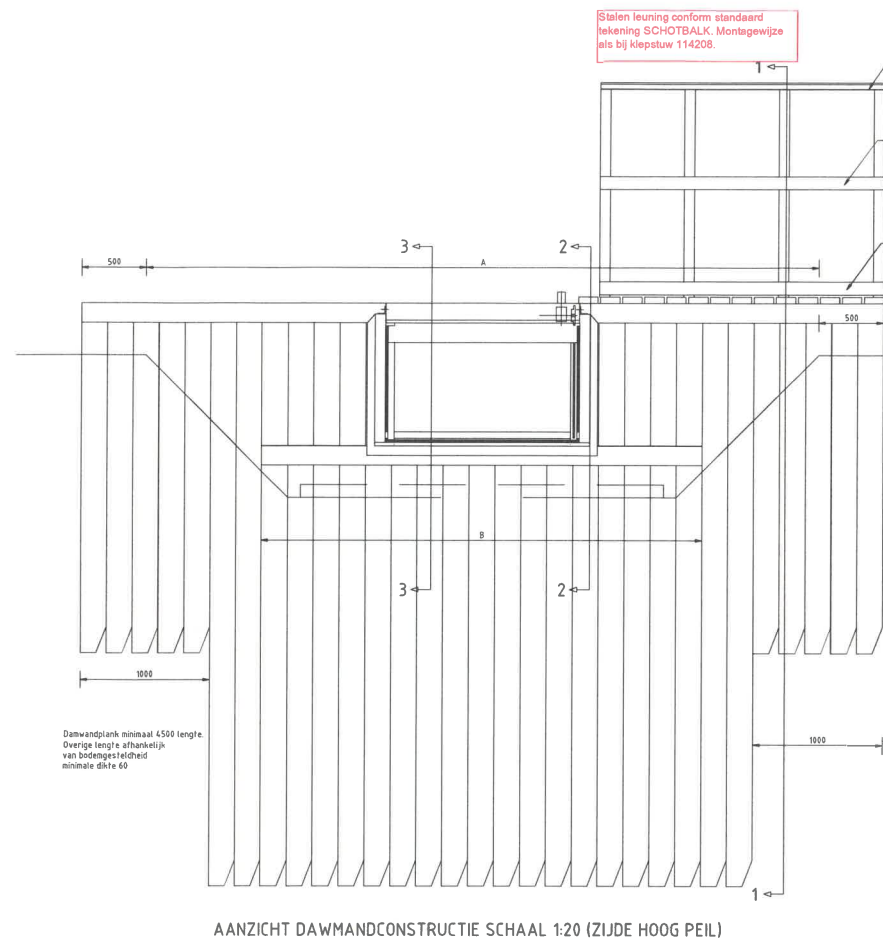 Stalen leuning conform standaard
tekening SCHOTBALK. Montagewijze
als bij klepstuw 114208.
1
3
2
500
A
500
B
3
2
1000
Damwandplank minimaal 4500 lengte.
Overige lengte afhankelijk
van bodemgesteldheid
minimale dikte 60
1000
1
AANZICHT DAWMANDCONSTRUCTIE SCHAAL 1:20 (ZIJDE HOOG PEIL)